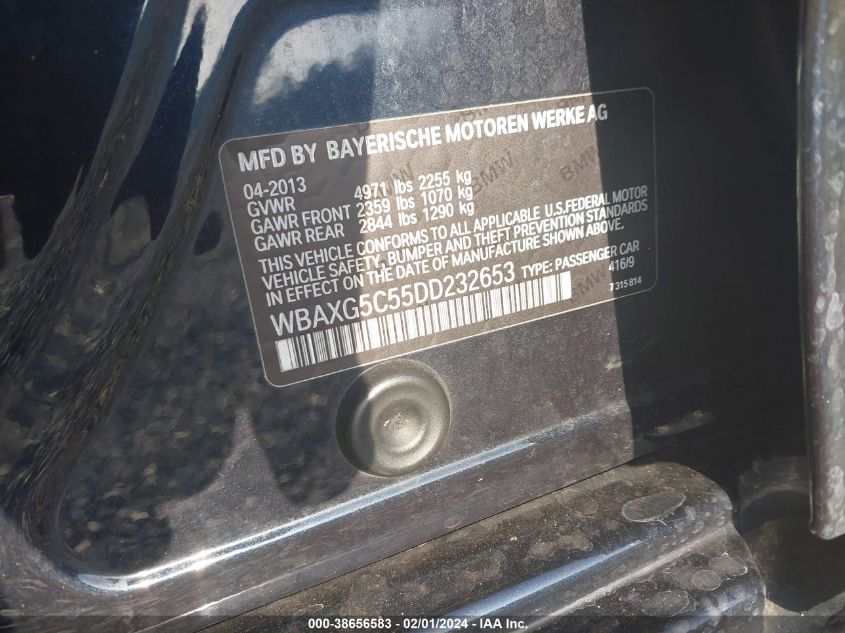 MFD BY BAYERISCHE MOTOREN WERKE AG
04-2013
GVWR 4971 lbs 2255 kg
GAWR FRONT 2359 lbs 1070 kg
GAWR REAR 2844 lbs 1290 kg
THIS VEHICLE CONFORMS TO ALL APPLICABLE U.S.FEDERAL MOTOR
VEHICLE SAFETY, BUMPER AND THEFT PREVENTION STANDARDS
IN EFFECT ON THE DATE OF MANUFACTURE SHOWN ABOVE.
WBAXG5C55DD232653 TYPE: PASSENGER CAR
416/9
7 315 814
BMW
BMW
000-38656583 / 02/01/2024 - IAA, Inc.